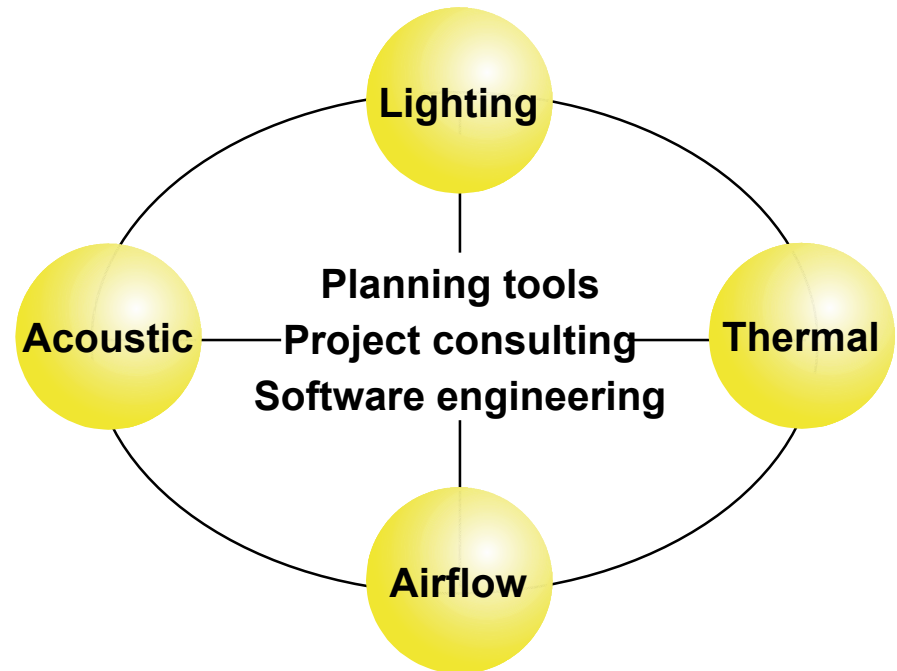 Lighting
Planning tools
Acoustic
Project consulting
Thermal
Software engineering
Airflow